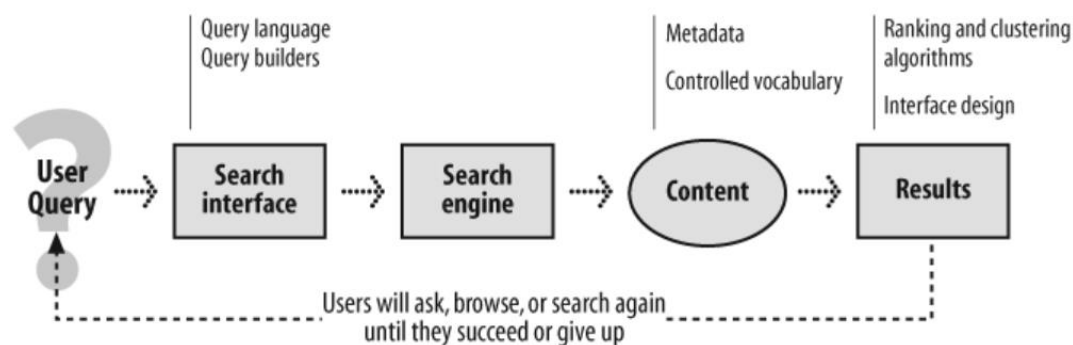 Query language
Query builders
Metadata
Controlled vocabulary
Ranking and clustering
algorithms
Interface design
?
User
Query
Search
interface
Search
engine
Content
Results
Users will ask, browse, or search again
until they succeed or give up